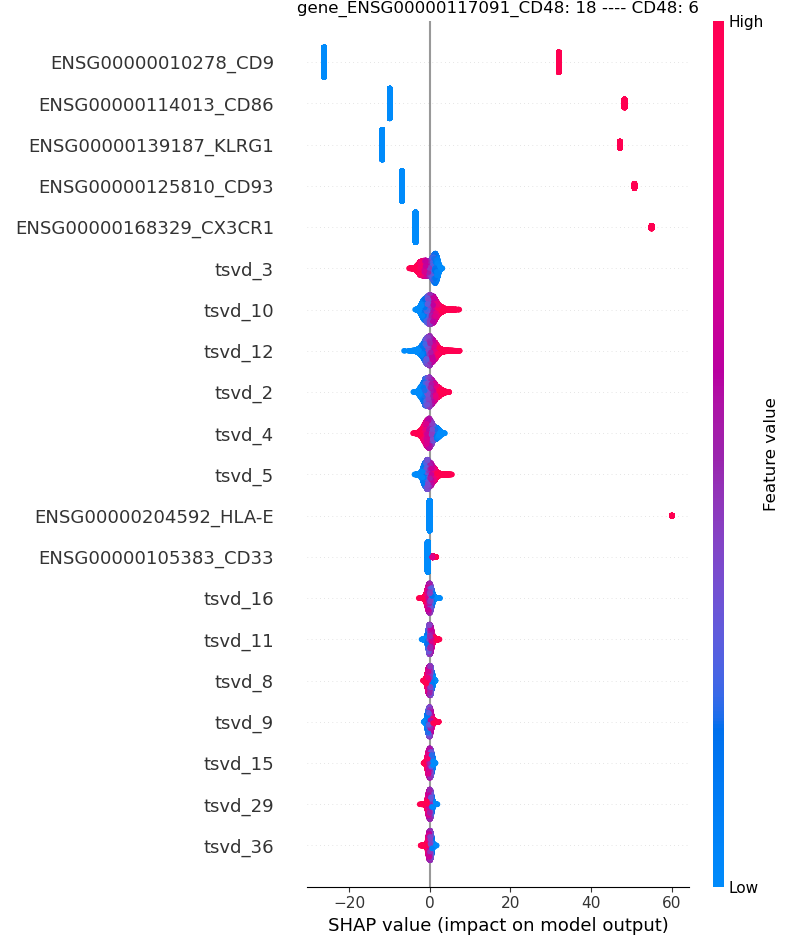 gene_ENSG00000117091_CD48: 18 ---- CD48: 6
High
ENSG00000010278_CD9
ENSG00000114013_CD86
ENSG00000139187_KLRG1
ENSG00000125810_CD93
ENSG00000168329_CX3CR1
tsvd_3
tsvd_10
tsvd_12
tsvd_2
tsvd_4
tsvd_5
ENSG00000204592_HLA-E
ENSG00000105383_CD33
tsvd_16
tsvd_11
tsvd_8
tsvd_9
tsvd_15
tsvd_29
tsvd_36
Feature value
Low
−20 0 20 40 60
SHAP value (impact on model output)